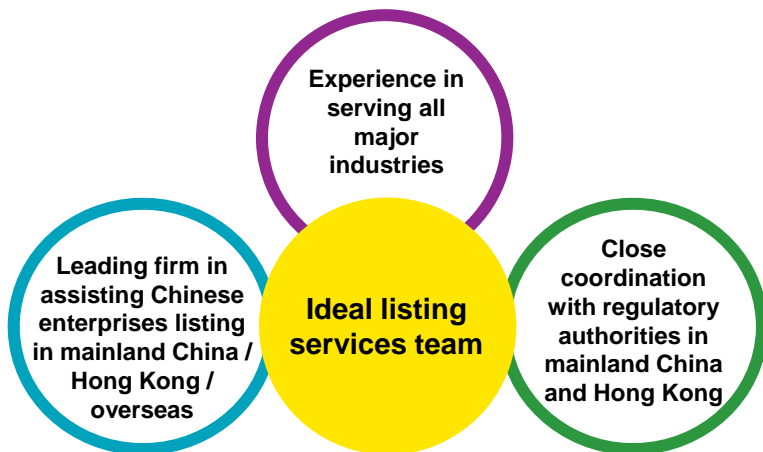 Experience in
serving all
major
industries
Leading firm in
assisting Chinese
enterprises listing
in mainland China /
Hong Kong /
overseas
Ideal listing
services team
Close
coordination
with regulatory
authorities in
mainland China
and Hong Kong